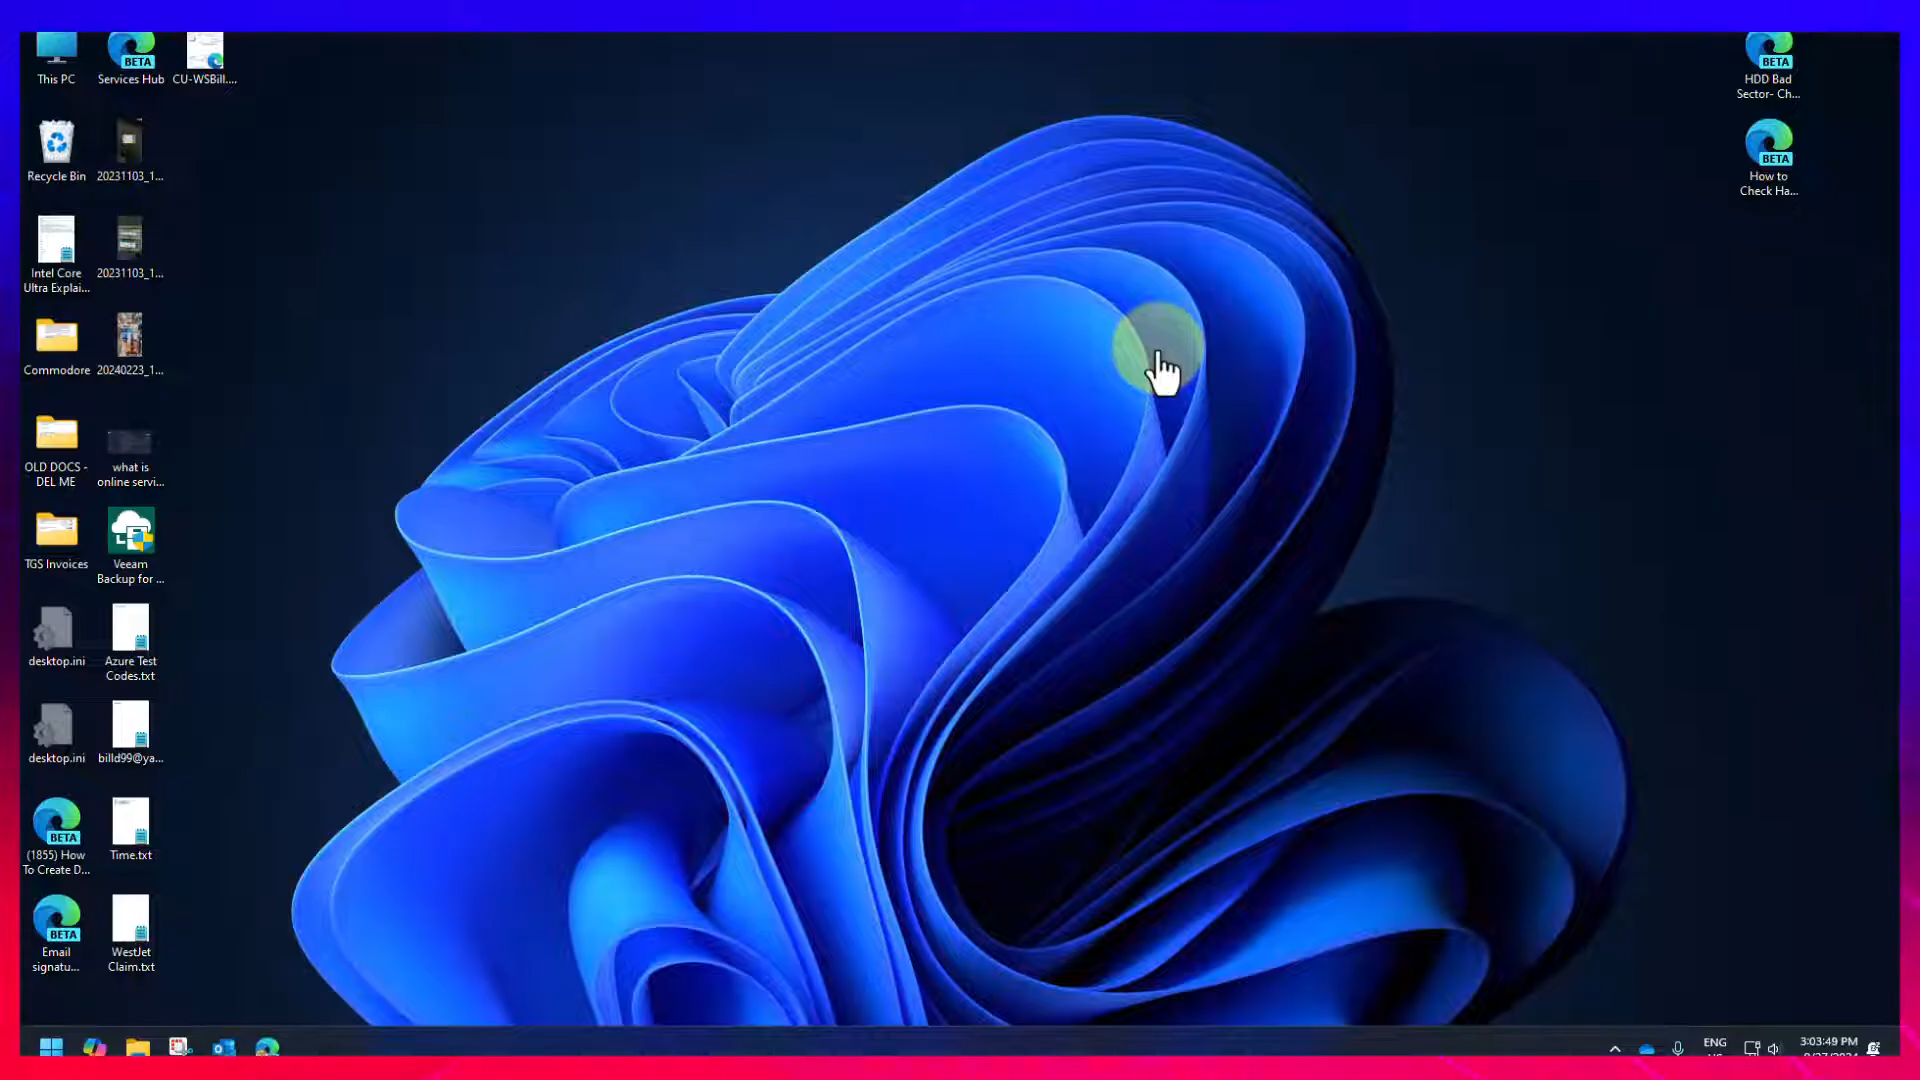 This PC
Services Hub
CU-WSBill....
Recycle Bin
20231103_1...
Intel Core
Ultra Explai...
20231103_1...
Commodore
20240223_1...
OLD DOCS -
DEL ME
what is
online servi...
TGS Invoices
Veeam
Backup for ...
desktop.ini
Azure Test
Codes.txt
desktop.ini
billd99@ya...
(1855) How
To Create D...
Time.txt
Email
signatu...
WestJet
Claim.txt
BETA
BETA
BETA
BETA
HDD Bad
Sector- Ch...
BETA
How to
Check Ha...
ENG
3:03:49 PM